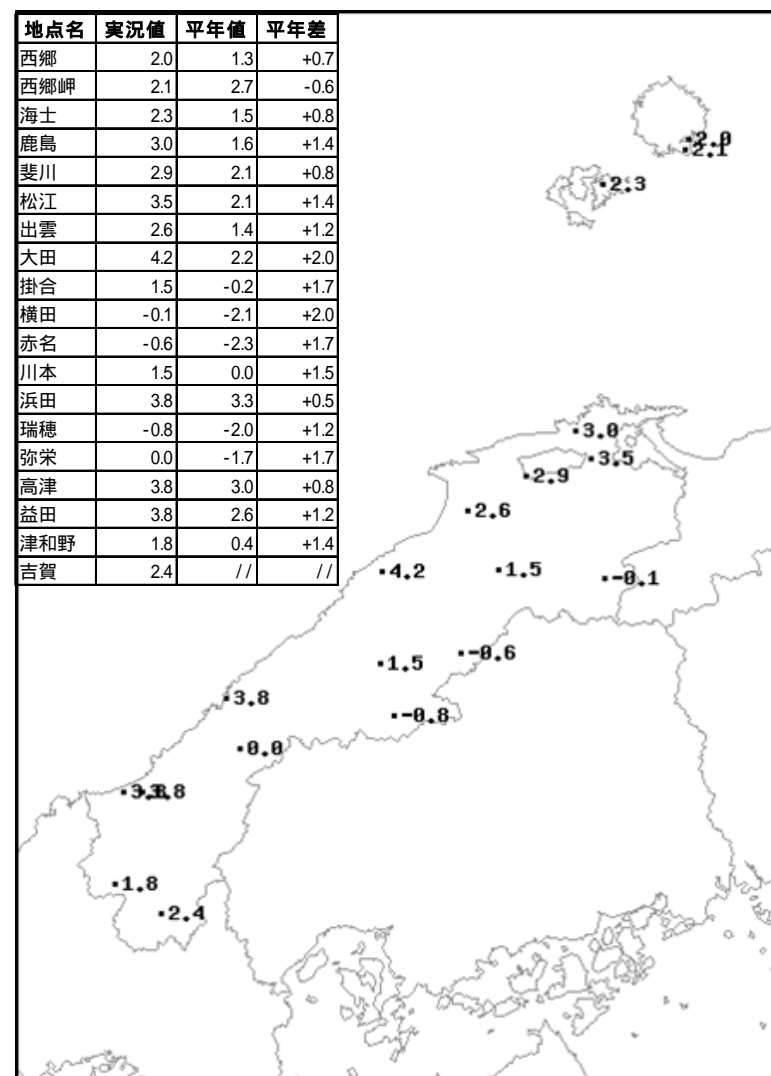 地点名 実況値 平年値 平年差
西郷 2.0 1.3 +0.7
西郷岬 2.1 2.7 -0.6
海士 2.3 1.5 +0.8
鹿島 3.0 1.6 +1.4
斐川 2.9 2.1 +0.8
松江 3.5 2.1 +1.4
出雲 2.6 1.4 +1.2
大田 4.2 2.2 +2.0
掛合 1.5 -0.2 +1.7
横田 -0.1 -2.1 +2.0
赤名 -0.6 -2.3 +1.7
川本 1.5 0.0 +1.5
浜田 3.8 3.3 +0.5
瑞穂 -0.8 -2.0 +1.2
弥栄 0.0 -1.7 +1.7
高津 3.8 3.0 +0.8
益田 3.8 2.6 +1.2
津和野 1.8 0.4 +1.4
吉賀 2.4 // //
2.0
2.1
2.3
3.0
3.5
2.9
2.6
4.2 1.5 -0.1
-0.6
1.5
3.8
-0.8
0.0
3.8 3.8
1.8
2.4